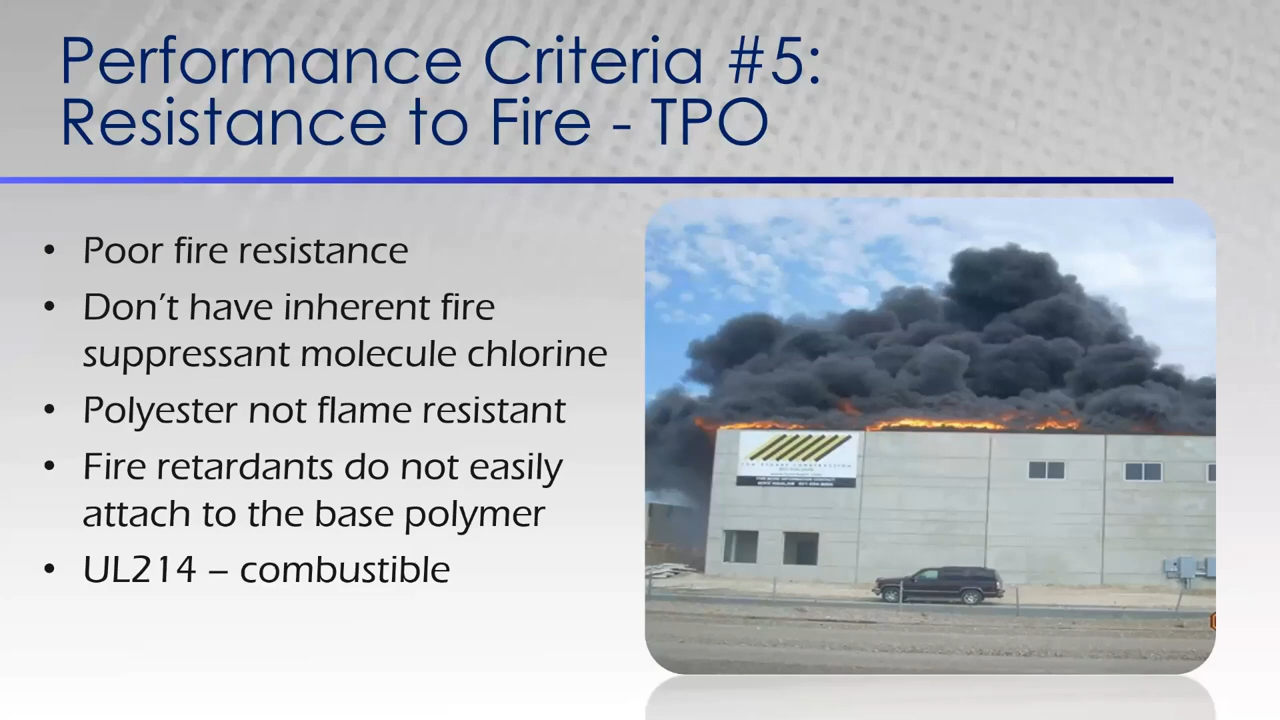 Performance Criteria #5:
Resistance to Fire - TPO
• Poor fire resistance
• Don’t have inherent fire
suppressant molecule chlorine
• Polyester not flame resistant
• Fire retardants do not easily
attach to the base polymer
• UL214 – combustible